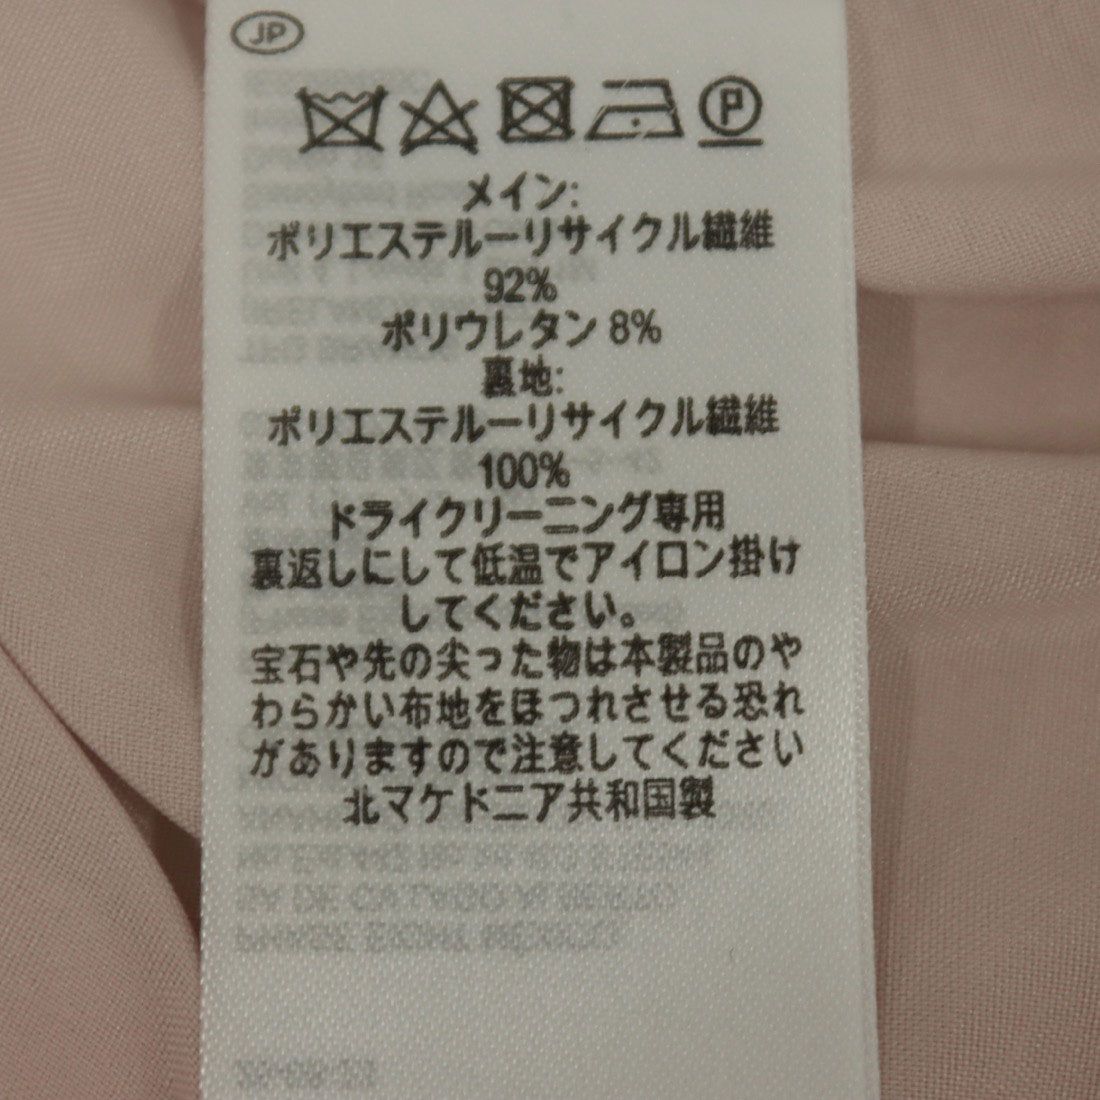 JP
P
メイン:
ポリエステルーリサイクル繊維
92%
ポリウレタン 8%
裏地:
ポリエステルーリサイクル繊維
100%
ドライクリーニング専用
裏返しにして低温でアイロン掛け
してください。
宝石や先の尖った物は本製品のや
わらかい布地をほつれさせる恐れ
がありますので注意してください
北マケドニア共和国製